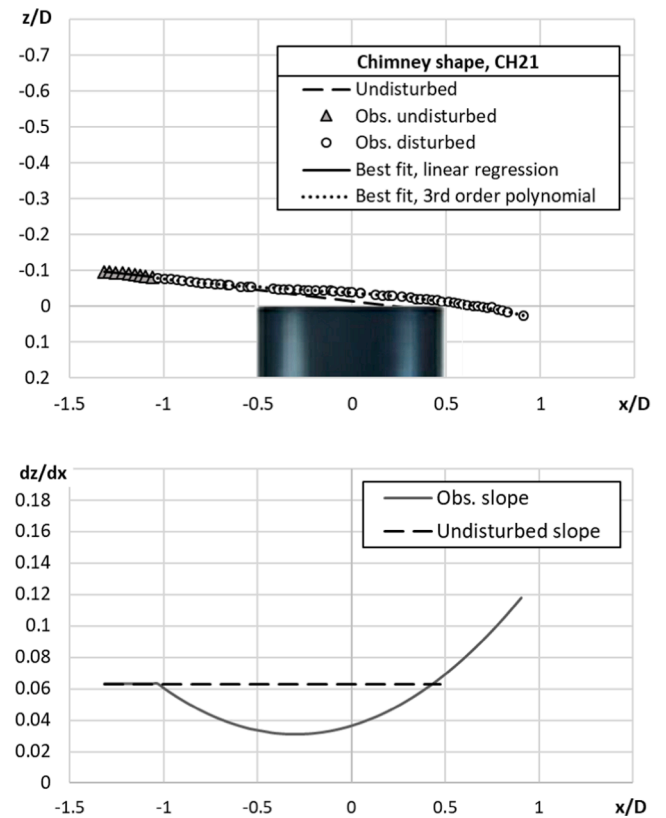 z/D
-0.7
-0.6
-0.5
-0.4
-0.3
-0.2
-0.1
0
0.1
0.2
Chimney shape, CH21
Undisturbed
Obs. undisturbed
Obs. disturbed
Best fit, linear regression
Best fit, 3rd order polynomial
-1.5 -1 -0.5 0 0.5 1 x/D
dz/dx
0.18
0.16
0.14
0.12
0.1
0.08
0.06
0.04
0.02
0
Obs. slope
Undisturbed slope
-1.5 -1 -0.5 0 0.5 1 x/D